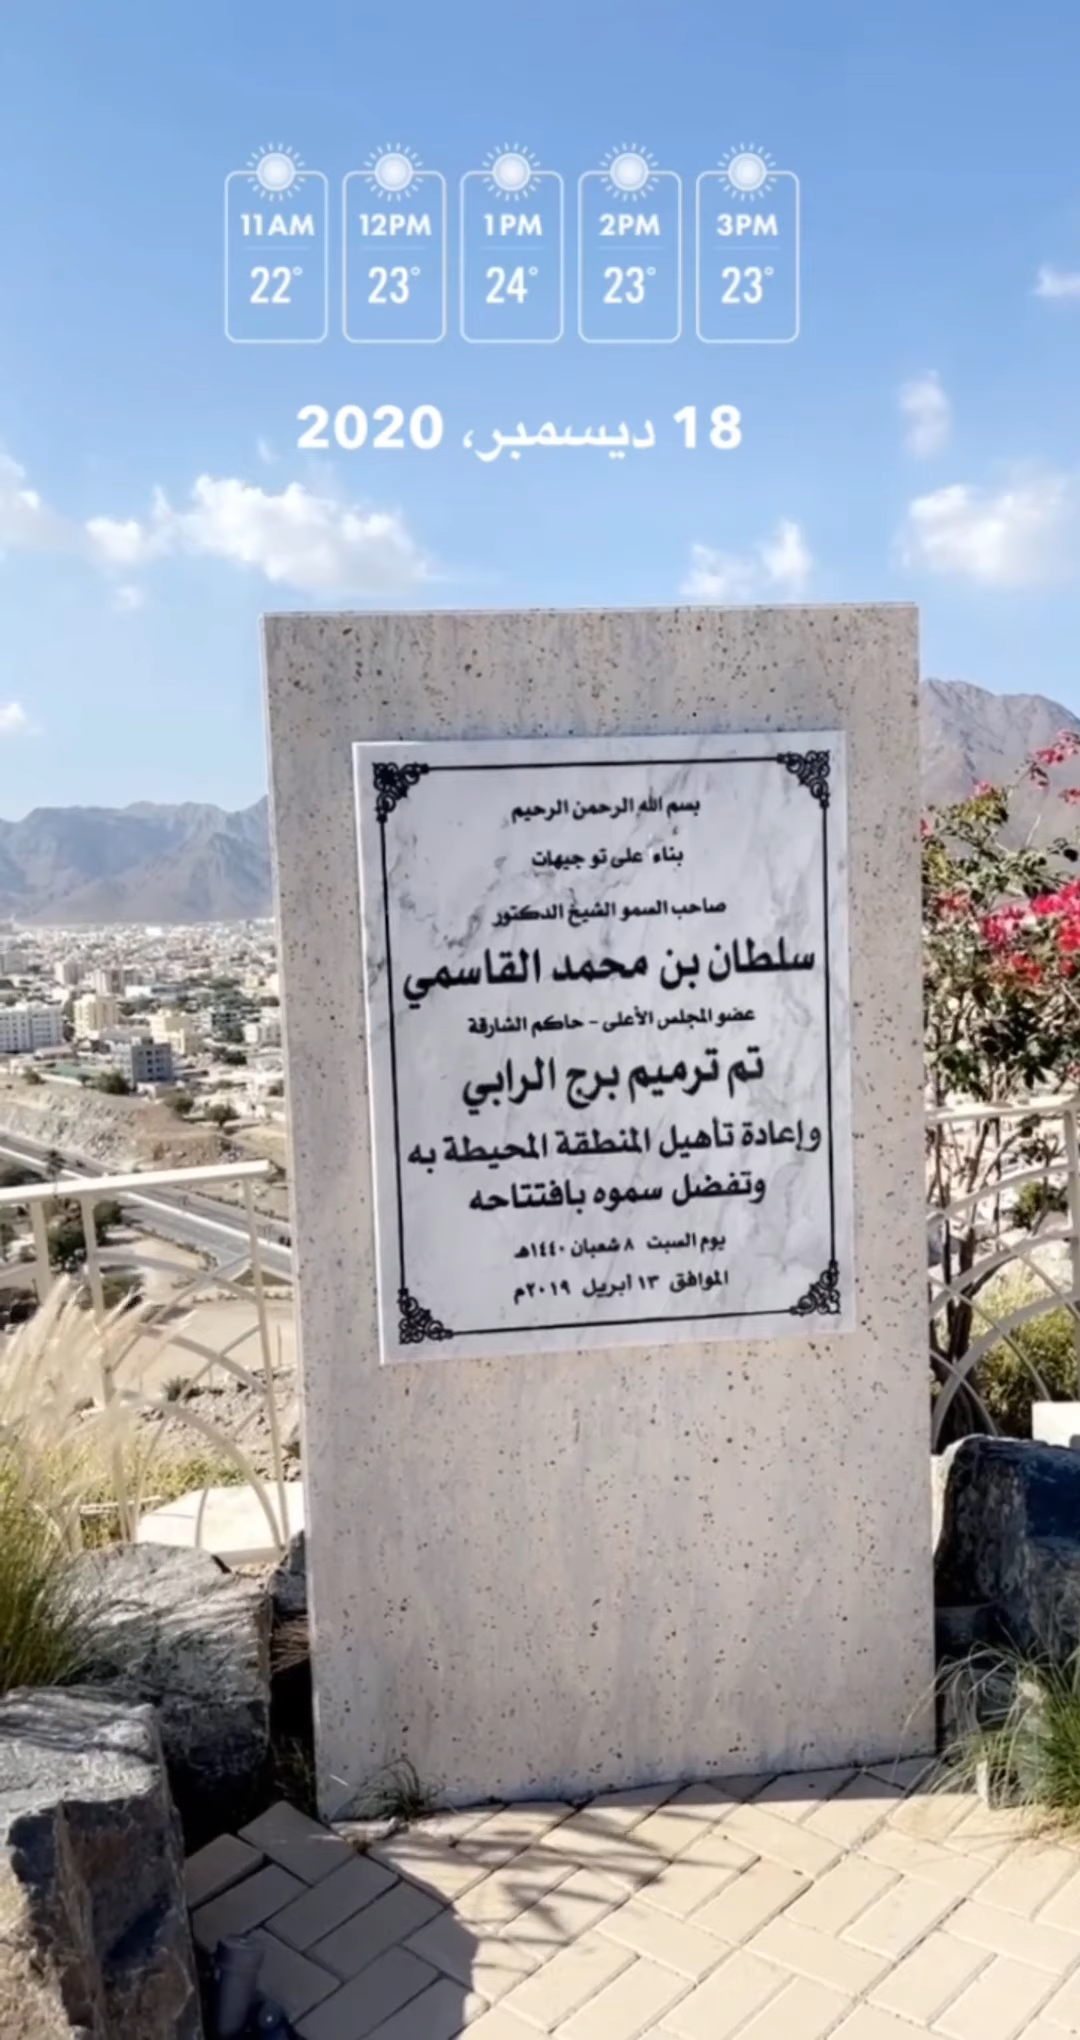 11AM 12PM 1PM 2PM 3PM
22° 23° 24° 23° 23°
18 ديسمبر، 2020
بسم الله الرحمن الرحيم
بناء على توجيهات
صاحب السمو الشيخ الدكتور
سلطان بن محمد القاسمي
عضو المجلس الأعلى - حاكم الشارقة
تم ترميم برج الرابي
وإعادة تأهيل المنطقة المحيطة به
وتفضل سموه بافتتاحه
يوم السبت ٨ شعبان ١٤٤٠هـ
الموافق ١٣ أبريل ٢٠١٩م